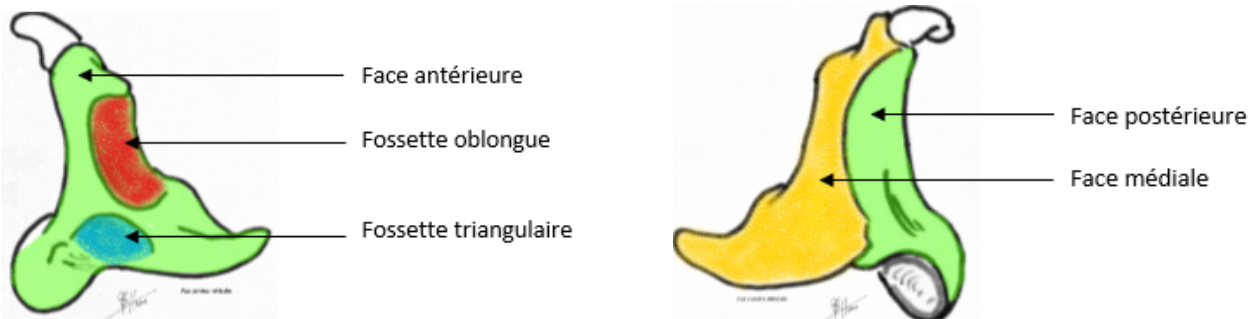 Face antérieure
Fossette oblongue
Fossette triangulaire
Face postérieure
Face médiale